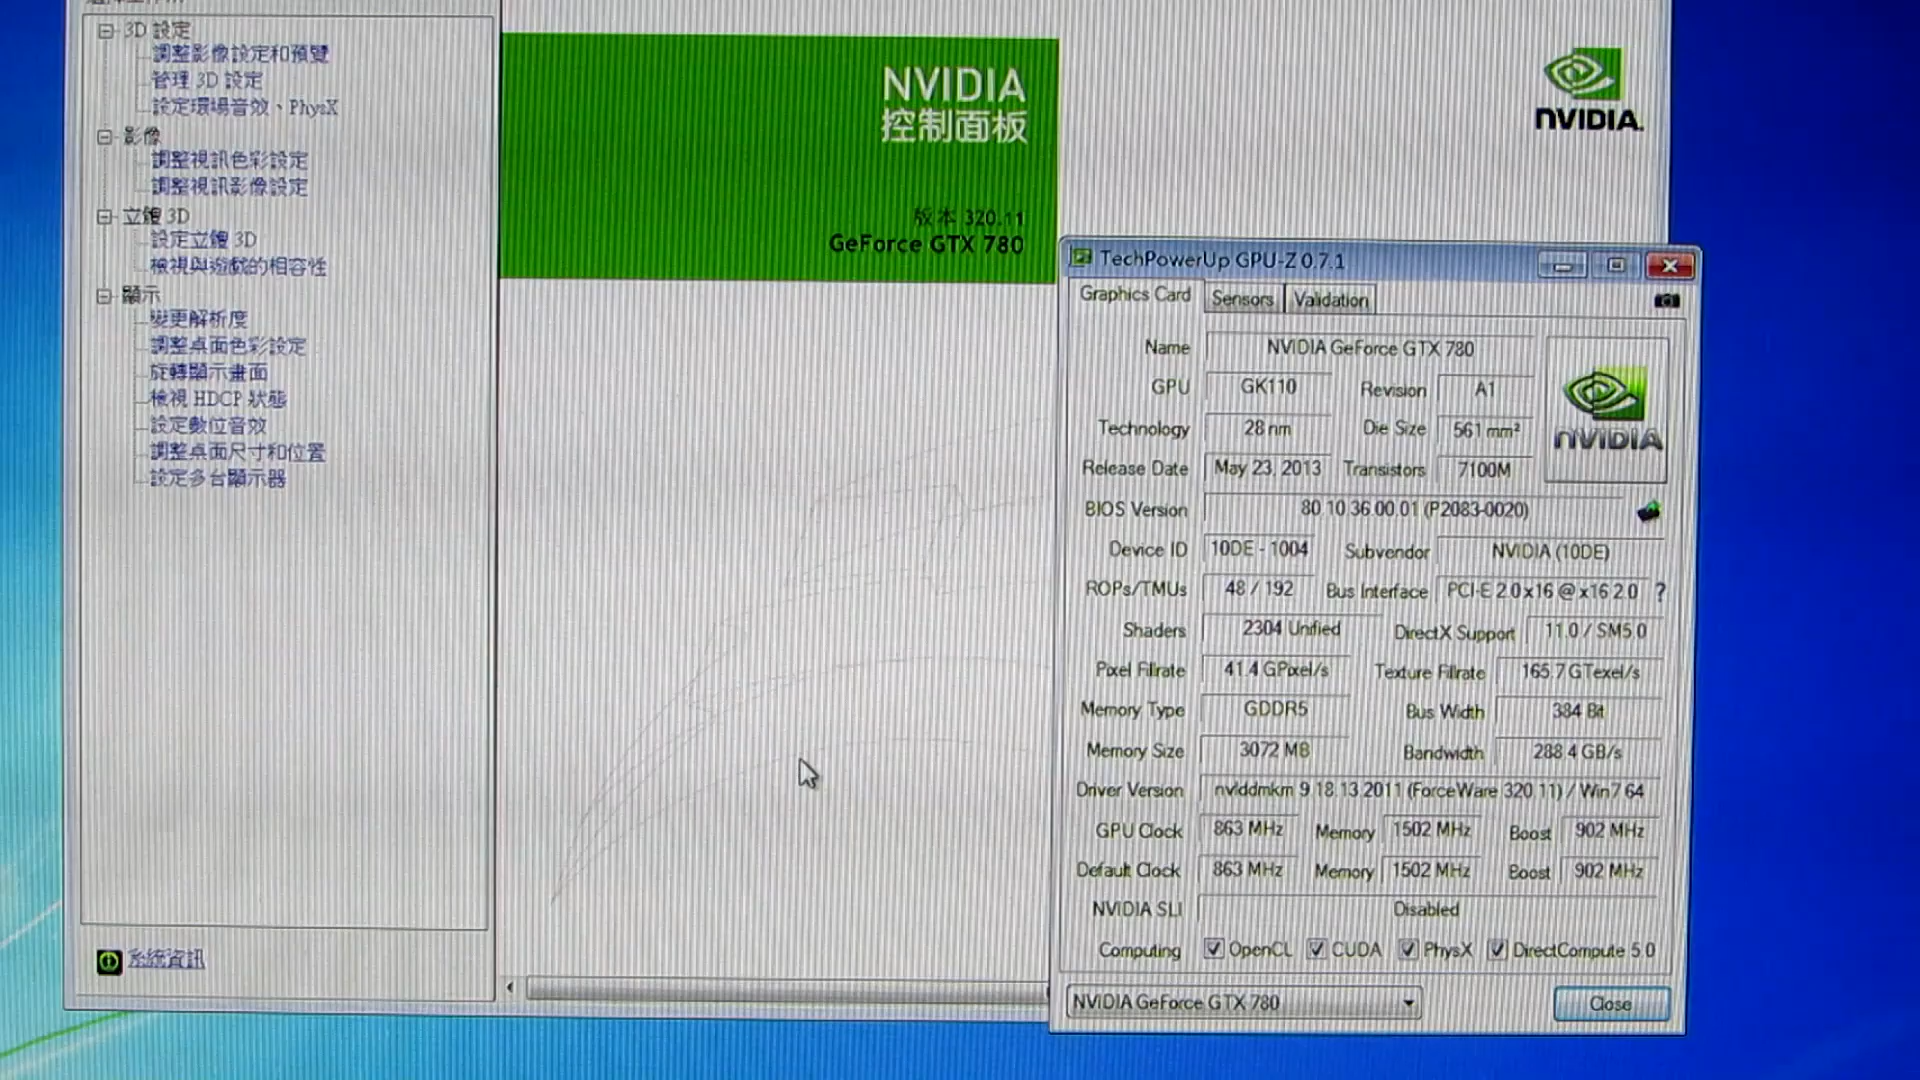 3D 設定
調整影像設定和預覽
管理 3D 設定
設定環場音效、PhysX
影像
調整視訊色彩設定
調整視訊影像設定
立體 3D
設定立體 3D
檢視與遊戲的相容性
顯示
變更解析度
調整桌面色彩設定
旋轉顯示畫面
檢視 HDCP 狀態
設定數位音效
調整桌面尺寸和位置
設定多台顯示器
系統資訊
NVIDIA
控制面板
版本 320.11
GeForce GTX 780
NVIDIA.
TechPowerUp GPU-Z 0.7.1
Graphics Card Sensors Validation
Name NVIDIA GeForce GTX 780
GPU GK110 Revision A1
Technology 28 nm Die Size 561 mm²
Release Date May 23, 2013 Transistors 7100M
NVIDIA
BIOS Version 80.10.36.00.01 (P2083-0020)
Device ID 10DE - 1004 Subvendor NVIDIA (10DE)
ROPs/TMUs 48 / 192 Bus Interface PCI-E 2.0 x16 @ x16 2.0 ?
Shaders 2304 Unified DirectX Support 11.0 / SM5.0
Pixel Fillrate 41.4 GPixel/s Texture Fillrate 165.7 GTexel/s
Memory Type GDDR5 Bus Width 384 Bit
Memory Size 3072 MB Bandwidth 288.4 GB/s
Driver Version nvlddmkm 9.18.13.2011 (ForceWare 320.11) / Win7 64
GPU Clock 863 MHz Memory 1502 MHz Boost 902 MHz
Default Clock 863 MHz Memory 1502 MHz Boost 902 MHz
NVIDIA SLI Disabled
Computing OpenCL CUDA PhysX DirectCompute 5.0
NVIDIA GeForce GTX 780 Close